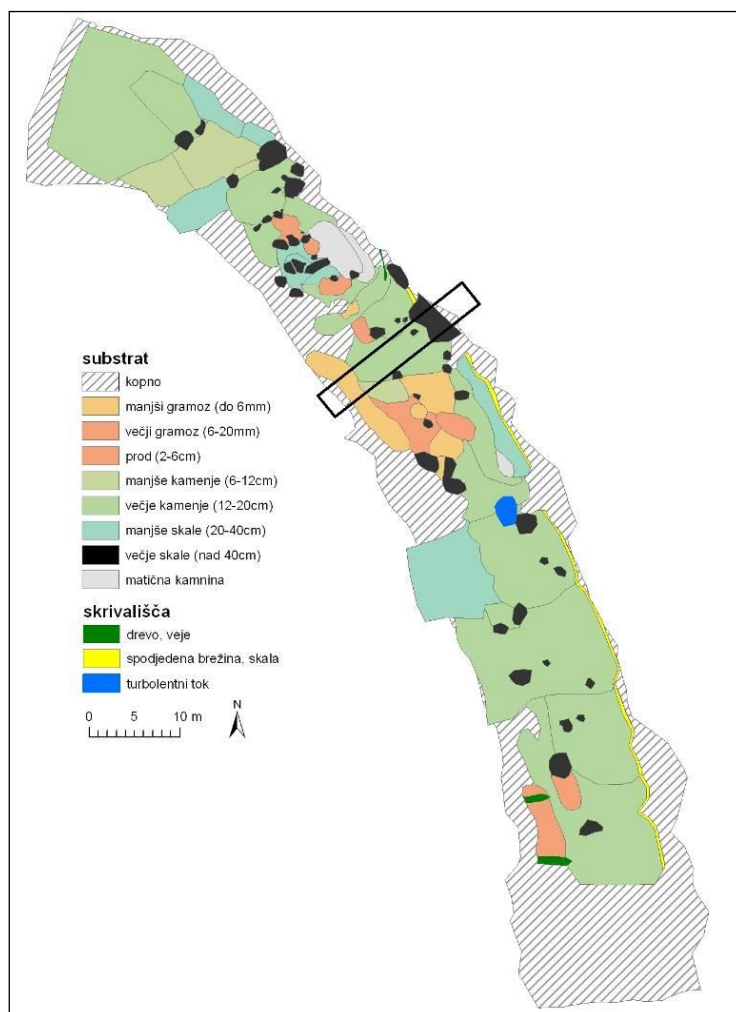 substrat
kopno
manjši gramoz (do 6mm)
večji gramoz (6-20mm)
prod (2-6cm)
manjše kamenje (6-12cm)
večje kamenje (12-20cm)
manjše skale (20-40cm)
večje skale (nad 40cm)
matična kamnina
skrivališča
drevo, veje
spodjedena brežina, skala
turbolentni tok
0 5 10 m
N